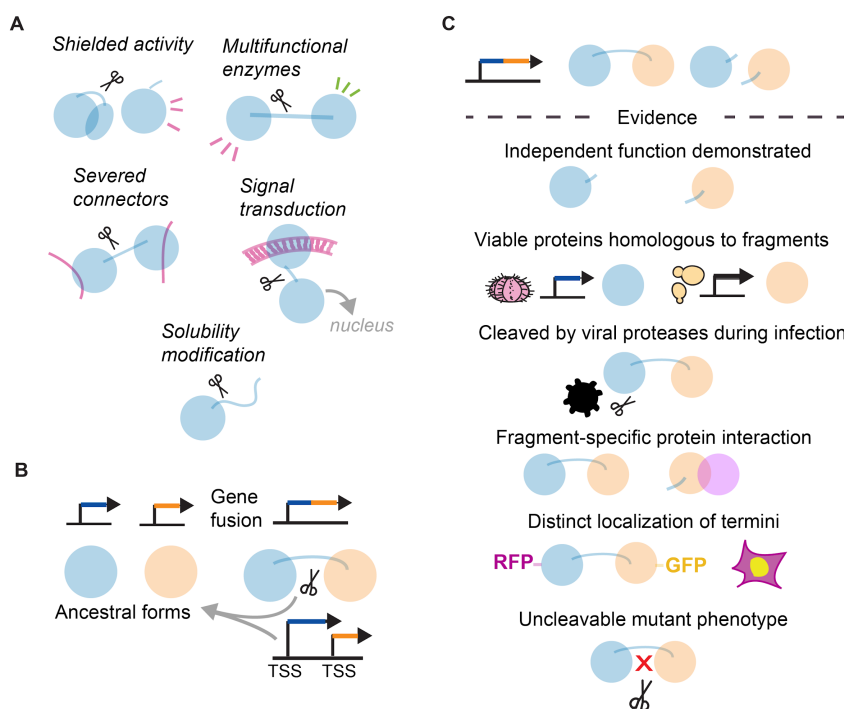 A
Shielded activity
Multifunctional
enzymes
Severed
connectors
Signal
transduction
nucleus
Solubility
modification
B
Gene
fusion
Ancestral forms
TSS TSS
C
Evidence
Independent function demonstrated
Viable proteins homologous to fragments
Cleaved by viral proteases during infection
Fragment-specific protein interaction
Distinct localization of termini
RFP GFP
Uncleavable mutant phenotype